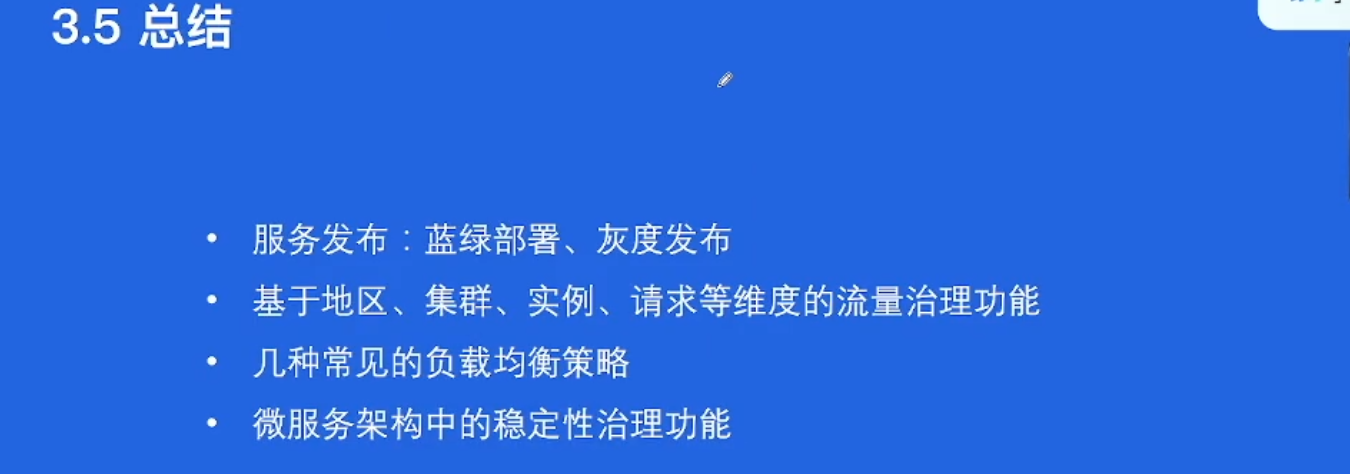 3.5 总结
• 服务发布：蓝绿部署、灰度发布
• 基于地区、集群、实例、请求等维度的流量治理功能
• 几种常见的负载均衡策略
• 微服务架构中的稳定性治理功能